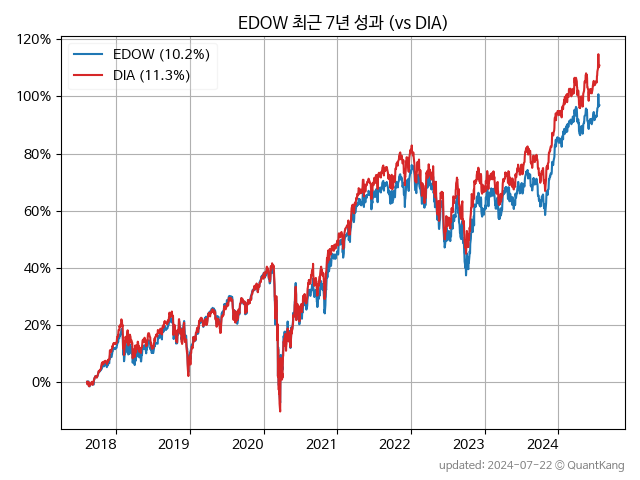 EDOW 최근 7년 성과 (vs DIA)
EDOW (10.2%)
DIA (11.3%)
120%
100%
80%
60%
40%
20%
0%
2018 2019 2020 2021 2022 2023 2024
updated: 2024-07-22 © QuantKang